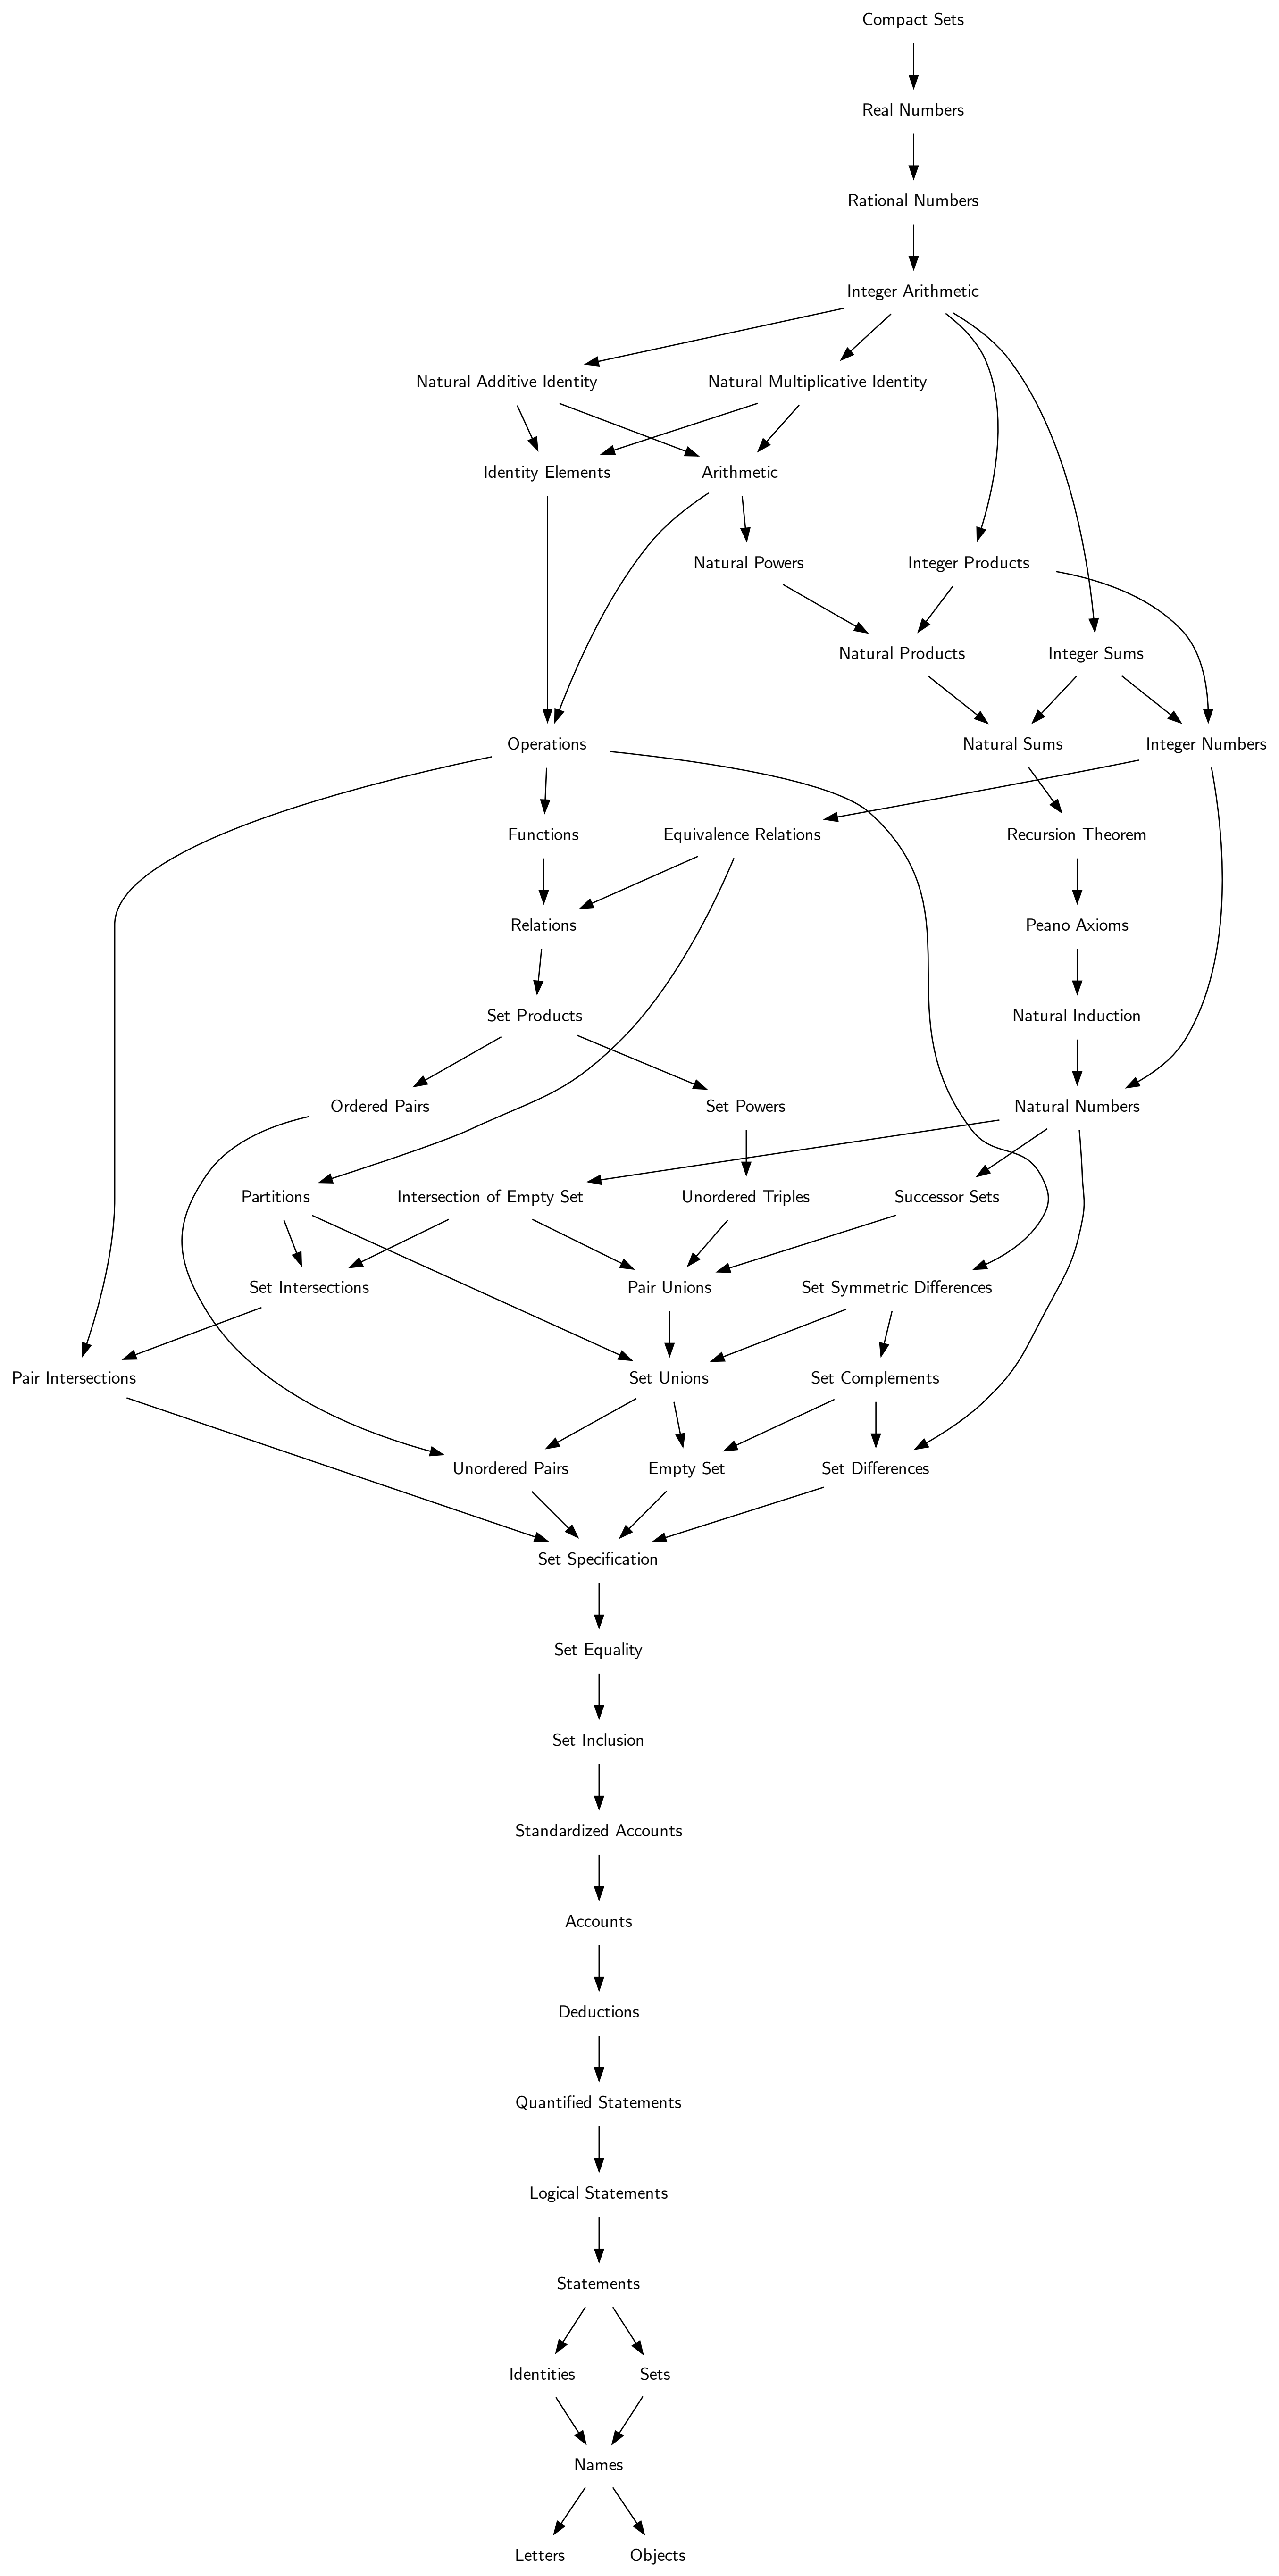 Compact Sets
Real Numbers
Rational Numbers
Integer Arithmetic
Natural Additive Identity
Natural Multiplicative Identity
Identity Elements
Arithmetic
Natural Powers
Integer Products
Natural Products
Integer Sums
Operations
Natural Sums
Integer Numbers
Functions
Equivalence Relations
Recursion Theorem
Relations
Peano Axioms
Set Products
Natural Induction
Ordered Pairs
Set Powers
Natural Numbers
Partitions
Intersection of Empty Set
Unordered Triples
Successor Sets
Set Intersections
Pair Unions
Set Symmetric Differences
Pair Intersections
Set Unions
Set Complements
Unordered Pairs
Empty Set
Set Differences
Set Specification
Set Equality
Set Inclusion
Standardized Accounts
Accounts
Deductions
Quantified Statements
Logical Statements
Statements
Identities
Sets
Names
Letters
Objects